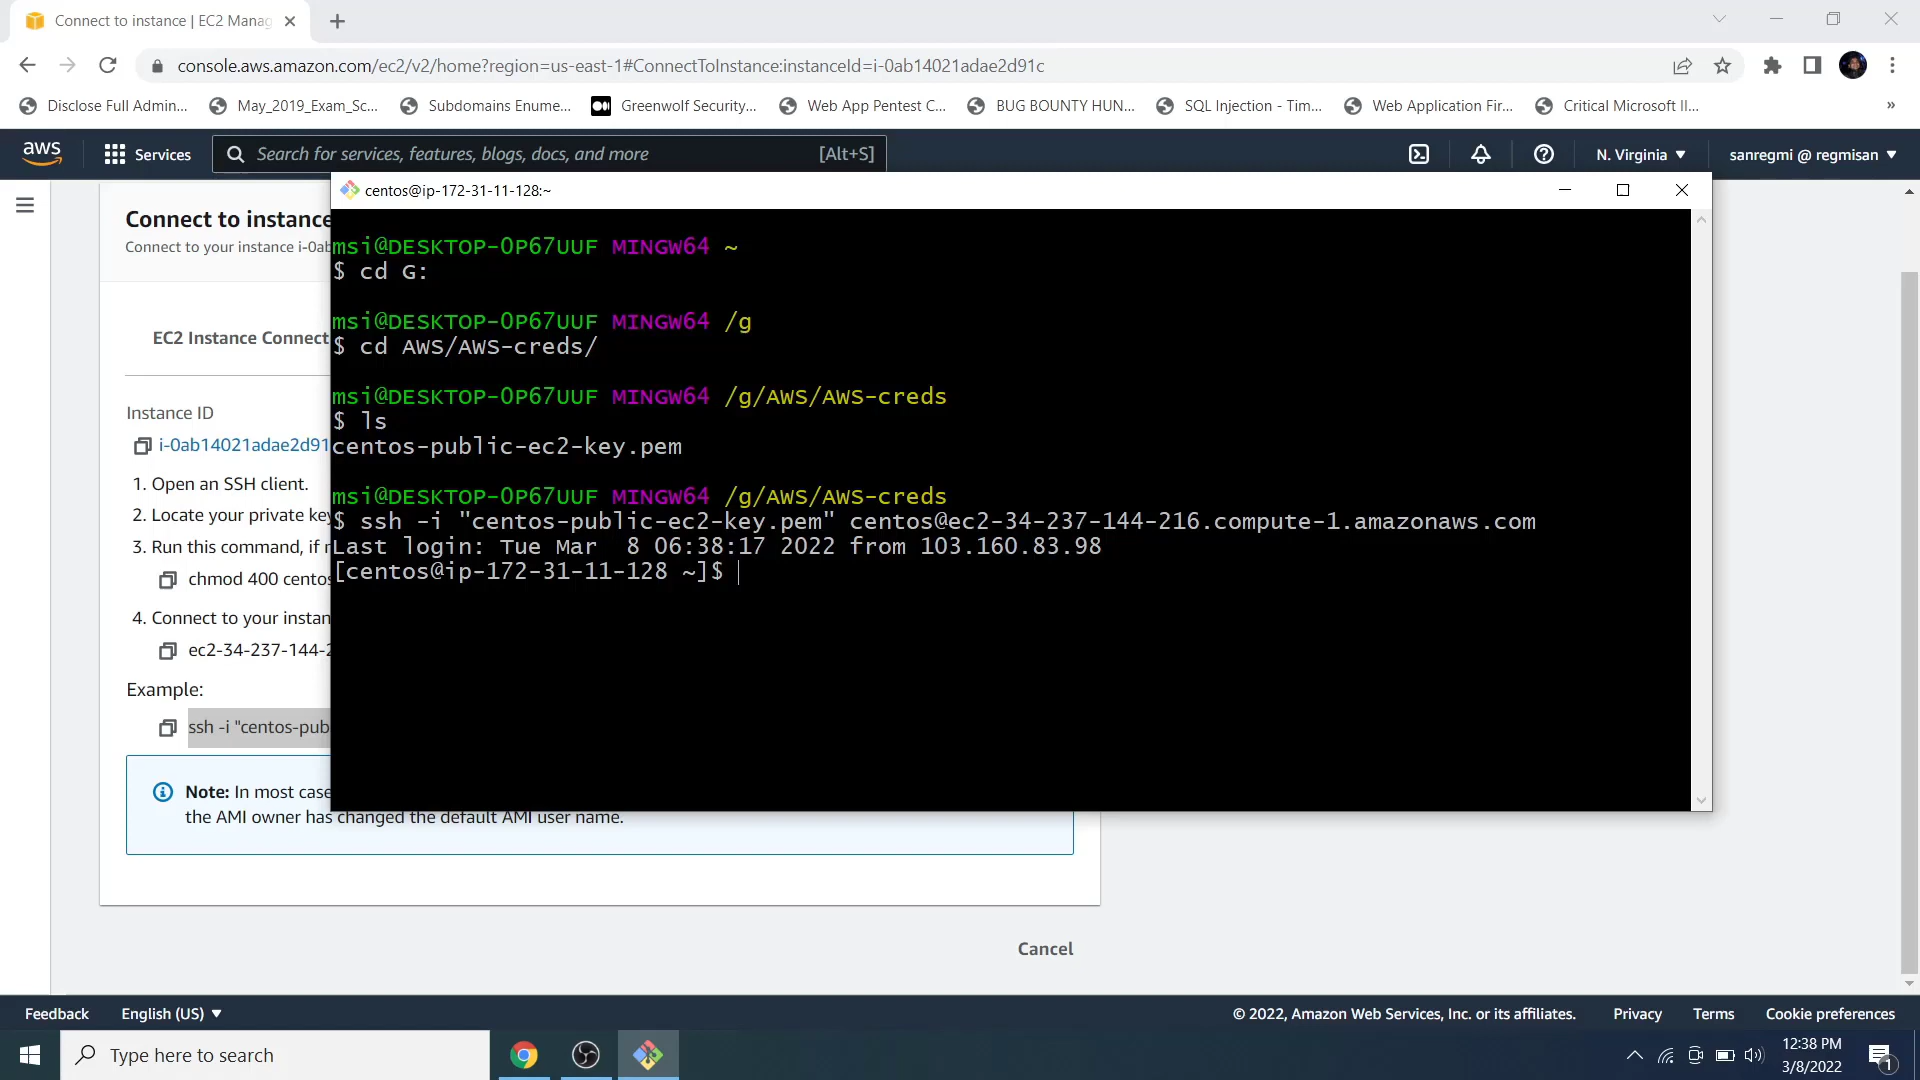 Connect to instance | EC2 Manag
console.aws.amazon.com/ec2/v2/home?region=us-east-1#ConnectToInstance:instanceId=i-0ab14021adae2d91c
Disclose Full Admin...
May_2019_Exam_Sc...
Subdomains Enume...
Greenwolf Security...
Web App Pentest C...
BUG BOUNTY HUN...
SQL Injection - Tim...
Web Application Fir...
Critical Microsoft II...
»
aws
Services
Search for services, features, blogs, docs, and more
[Alt+S]
N. Virginia
sanregmi @ regmisan
centos@ip-172-31-11-128:~
Connect to instance
Connect to your instance i-0ab
EC2 Instance Connect
Instance ID
i-0ab14021adae2d91
1. Open an SSH client.
2. Locate your private key
3. Run this command, if
chmod 400 centos
4. Connect to your instan
ec2-34-237-144-2
Example:
ssh -i "centos-pub
Note: In most case
the AMI owner has changed the default AMI user name.
msi@DESKTOP-0P67UUF MINGW64 ~
$ cd G:
msi@DESKTOP-0P67UUF MINGW64 /g
$ cd AWS/AWS-creds/
msi@DESKTOP-0P67UUF MINGW64 /g/AWS/AWS-creds
$ ls
centos-public-ec2-key.pem
msi@DESKTOP-0P67UUF MINGW64 /g/AWS/AWS-creds
$ ssh -i "centos-public-ec2-key.pem" centos@ec2-34-237-144-216.compute-1.amazonaws.com
Last login: Tue Mar  8 06:38:17 2022 from 103.160.83.98
[centos@ip-172-31-11-128 ~]$
Cancel
Feedback
English (US)
© 2022, Amazon Web Services, Inc. or its affiliates.
Privacy
Terms
Cookie preferences
Type here to search
12:38 PM
3/8/2022
1